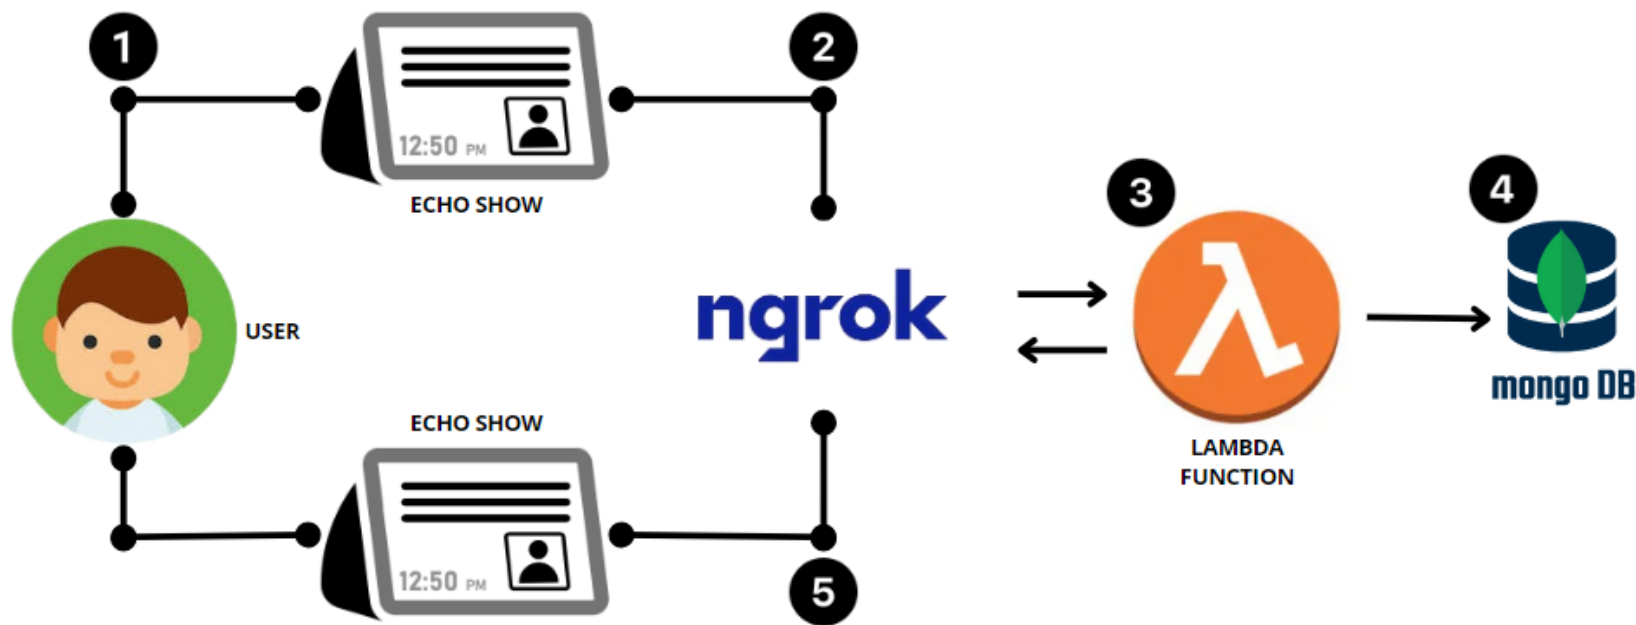 1
2
12:50 PM
ECHO SHOW
3
4
USER
ngrok
mongo DB
ECHO SHOW
LAMBDA
FUNCTION
12:50 PM
5